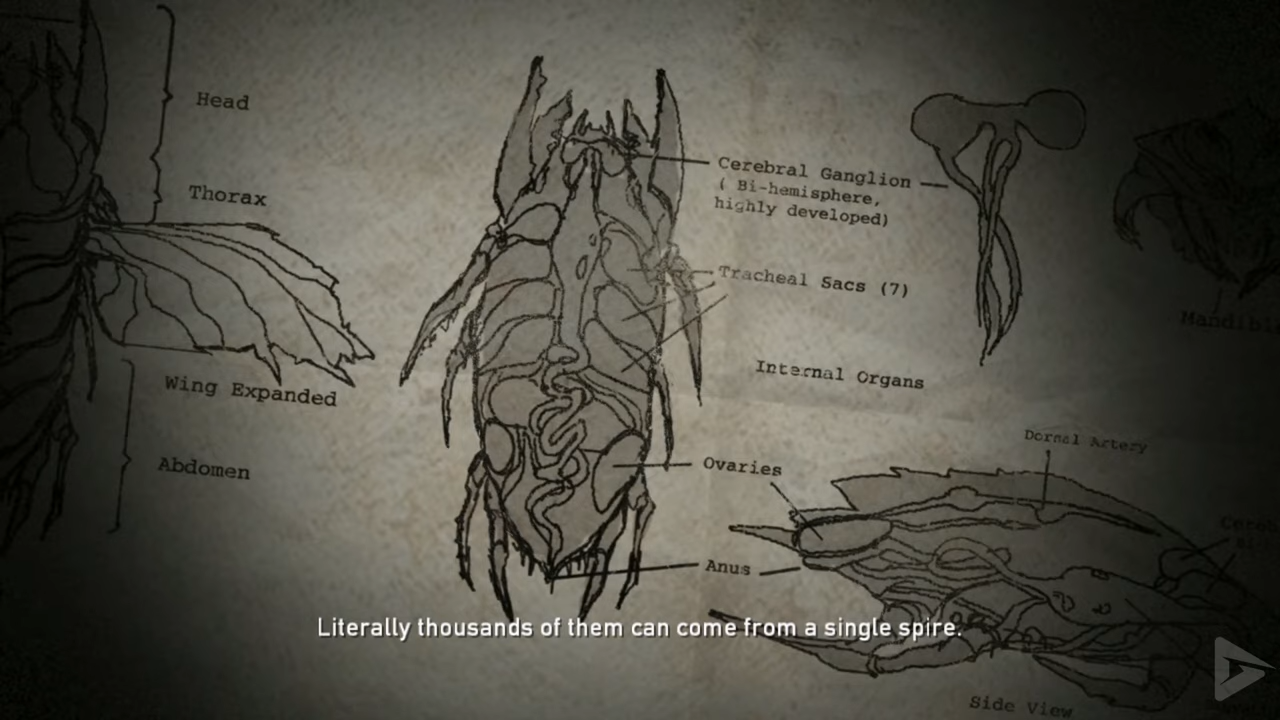 Head
Thorax
Wing Expanded
Abdomen
Cerebral Ganglion
( Bi-hemisphere,
highly developed)
Tracheal Sacs (7)
Internal Organs
Ovaries
Anus
Dorsal Artery
Side View
Literally thousands of them can come from a single spire.